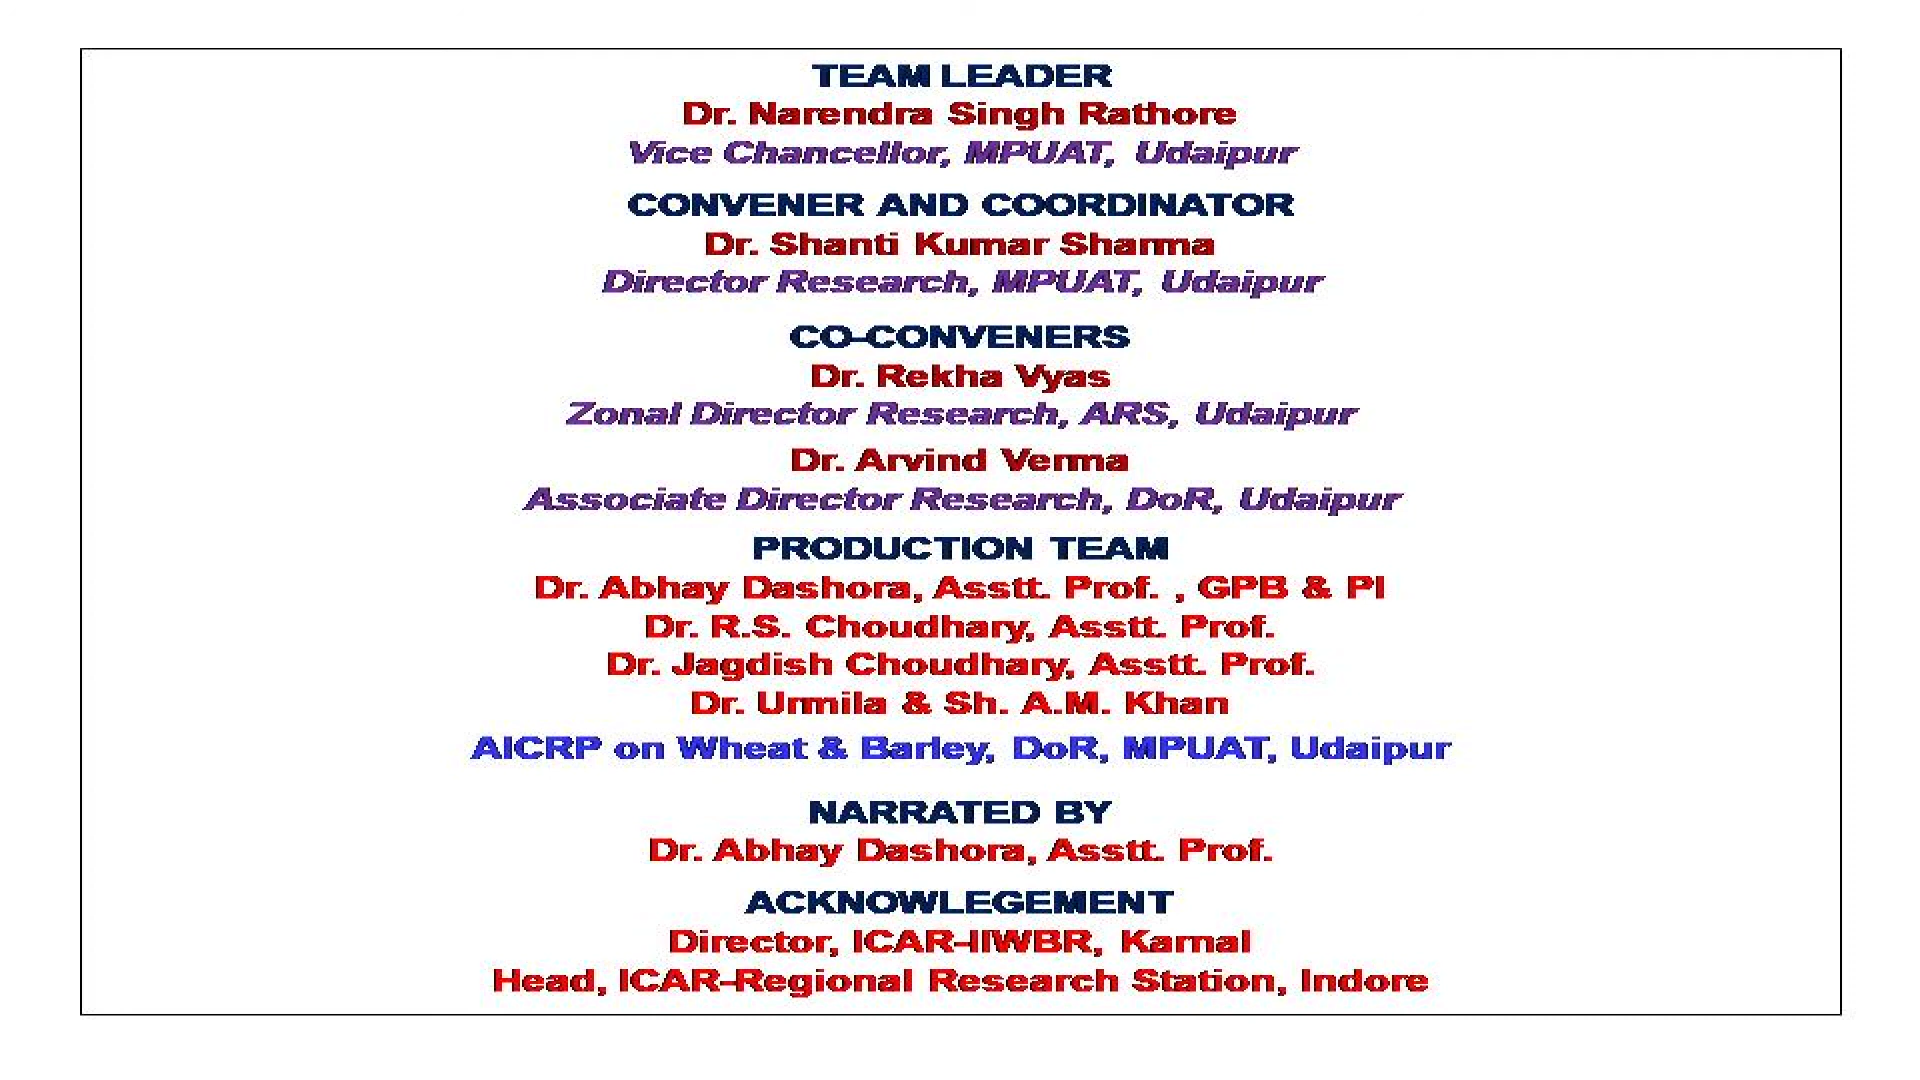 TEAM LEADER
Dr. Narendra Singh Rathore
Vice Chancellor, MPUAT, Udaipur
CONVENER AND COORDINATOR
Dr. Shanti Kumar Sharma
Director Research, MPUAT, Udaipur
CO-CONVENERS
Dr. Rekha Vyas
Zonal Director Research, ARS, Udaipur
Dr. Arvind Verma
Associate Director Research, DoR, Udaipur
PRODUCTION TEAM
Dr. Abhay Dashora, Asstt. Prof. , GPB & PI
Dr. R.S. Choudhary, Asstt. Prof.
Dr. Jagdish Choudhary, Asstt. Prof.
Dr. Urmila & Sh. A.M. Khan
AICRP on Wheat & Barley, DoR, MPUAT, Udaipur
NARRATED BY
Dr. Abhay Dashora, Asstt. Prof.
ACKNOWLEGEMENT
Director, ICAR-IIWBR, Karnal
Head, ICAR-Regional Research Station, Indore